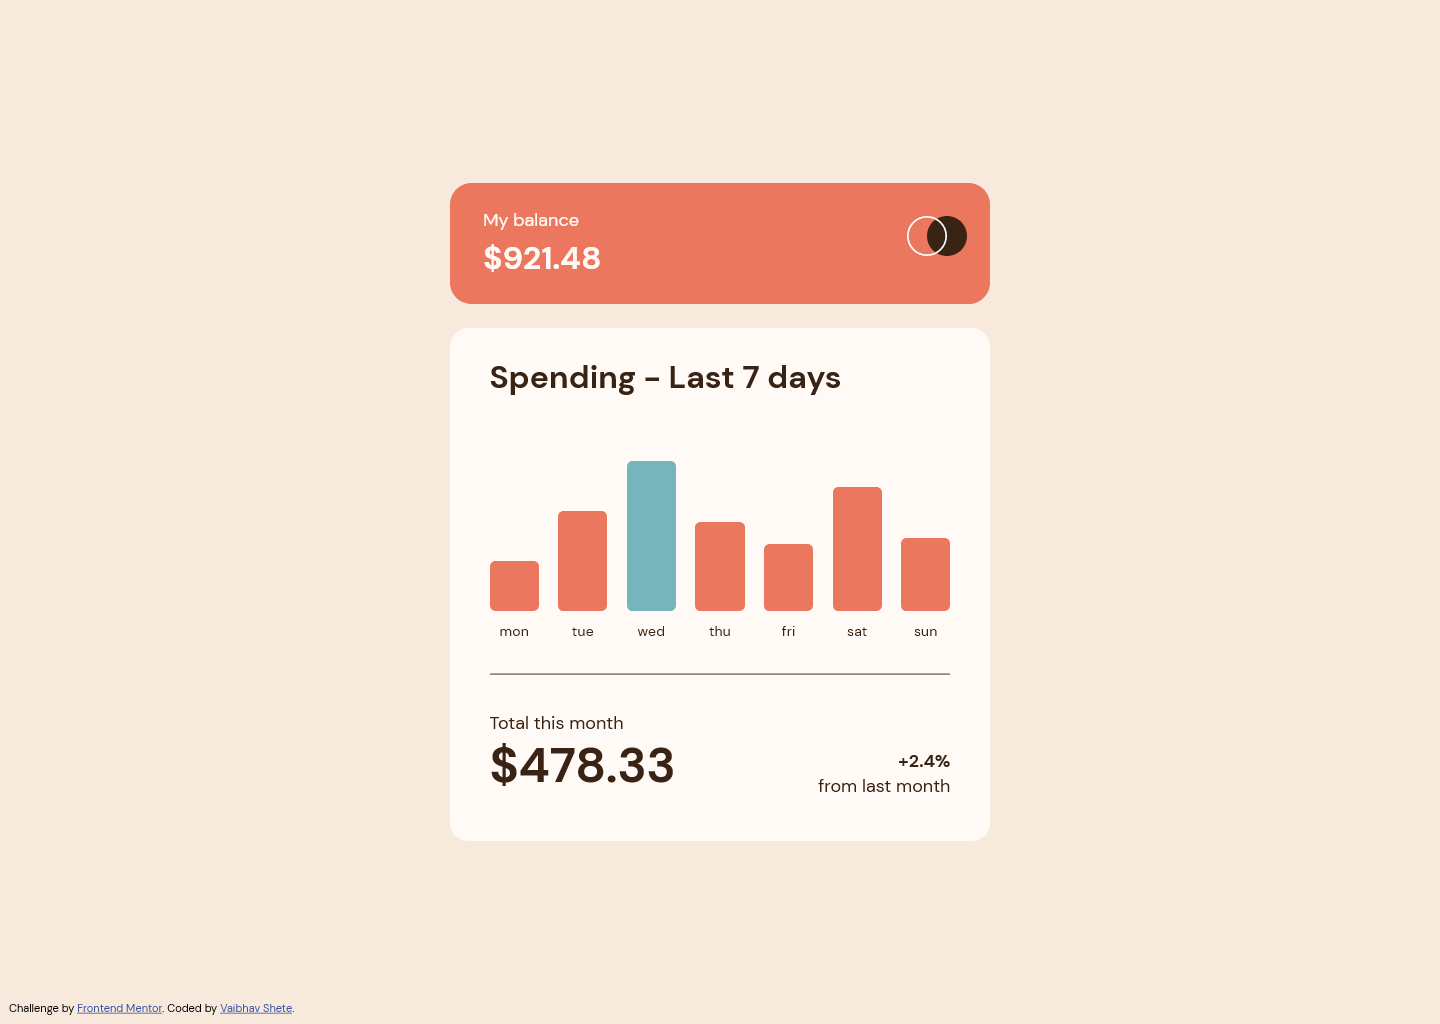 My balance
$921.48
Spending - Last 7 days
mon tue wed thu fri sat sun
Total this month
$478.33
+2.4%
from last month
Challenge by Frontend Mentor. Coded by Vaibhav Shete.